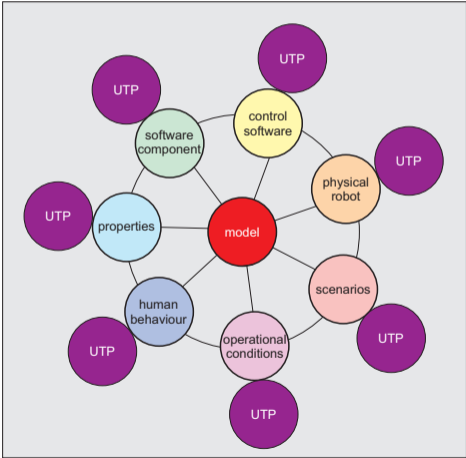 UTP
control
software
UTP
software
component
UTP
physical
robot
UTP
properties
model
scenarios
human
behaviour
operational
conditions
UTP
UTP
UTP